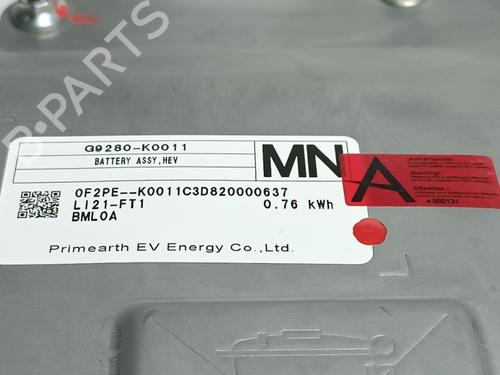 B-PARTS
G9280-K0011
BATTERY ASSY,HEV
MN
A
0F2PE--K0011C3D820000637
LI21-FT1 0.76 kWh
BML0A
Primearth EV Energy Co.,Ltd.
Warning!
Attention !